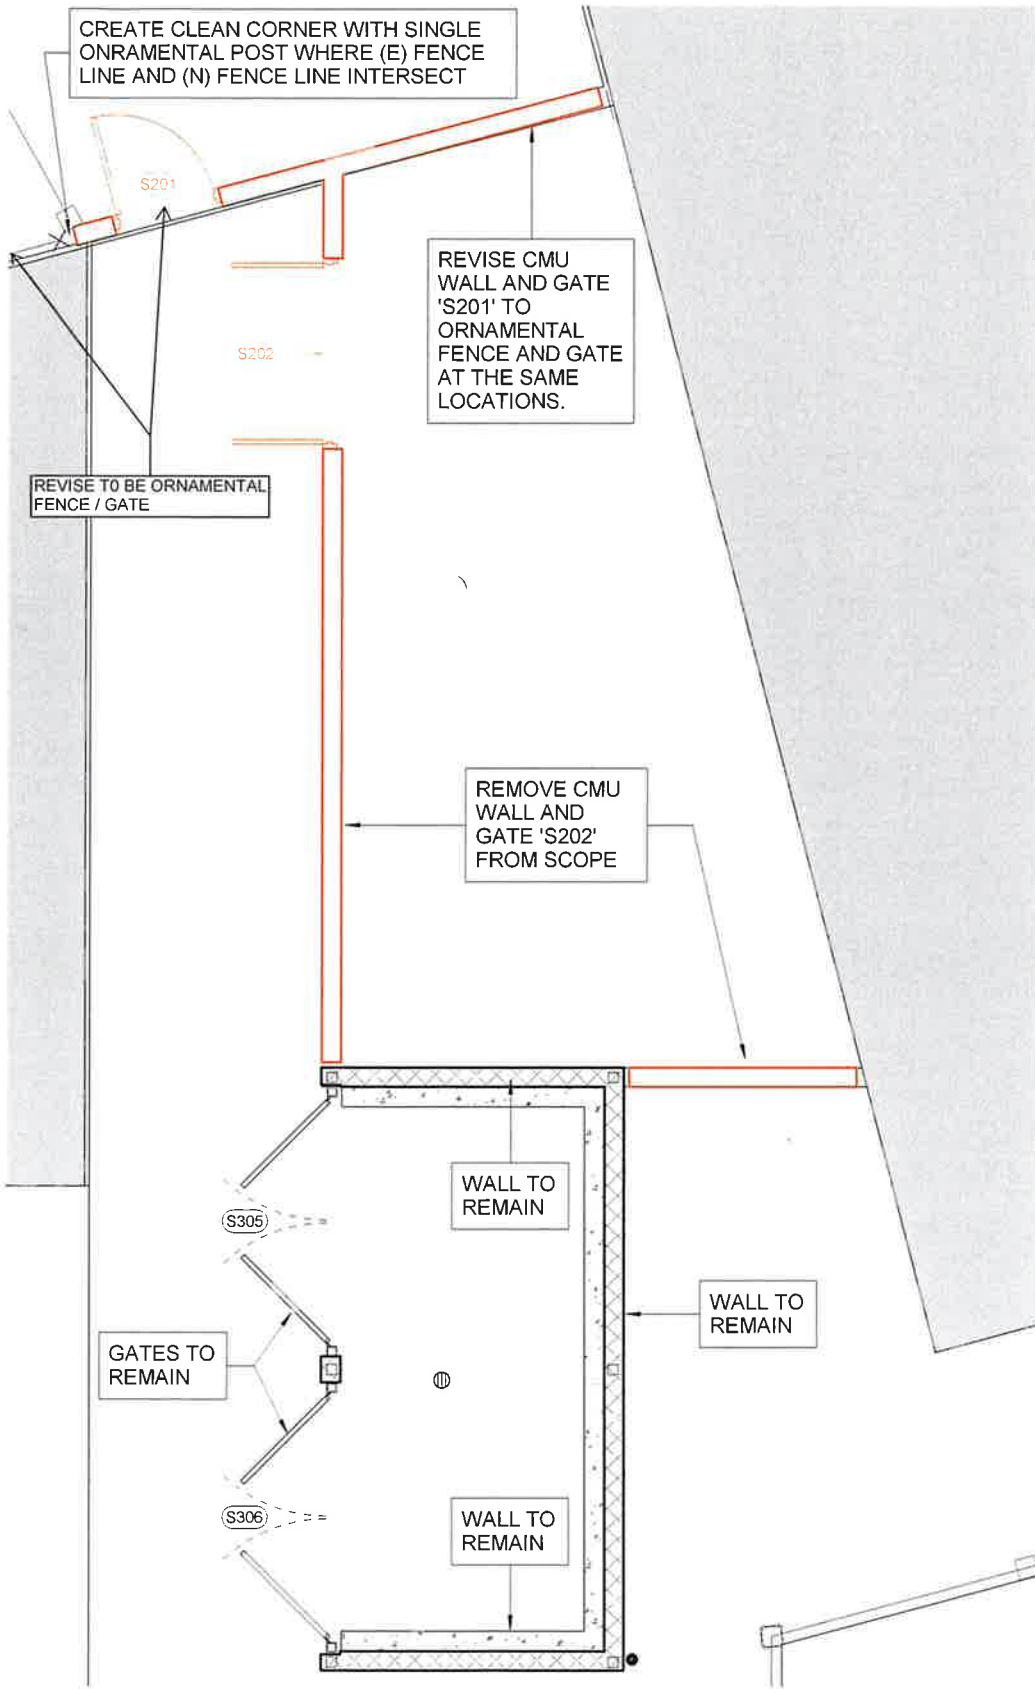 CREATE CLEAN CORNER WITH SINGLE
ONRAMENTAL POST WHERE (E) FENCE
LINE AND (N) FENCE LINE INTERSECT
S201
REVISE CMU
WALL AND GATE
'S201' TO
ORNAMENTAL
FENCE AND GATE
AT THE SAME
LOCATIONS.
S202
REVISE TO BE ORNAMENTAL
FENCE / GATE
REMOVE CMU
WALL AND
GATE 'S202'
FROM SCOPE
WALL TO
REMAIN
S305
WALL TO
REMAIN
GATES TO
REMAIN
S306
WALL TO
REMAIN